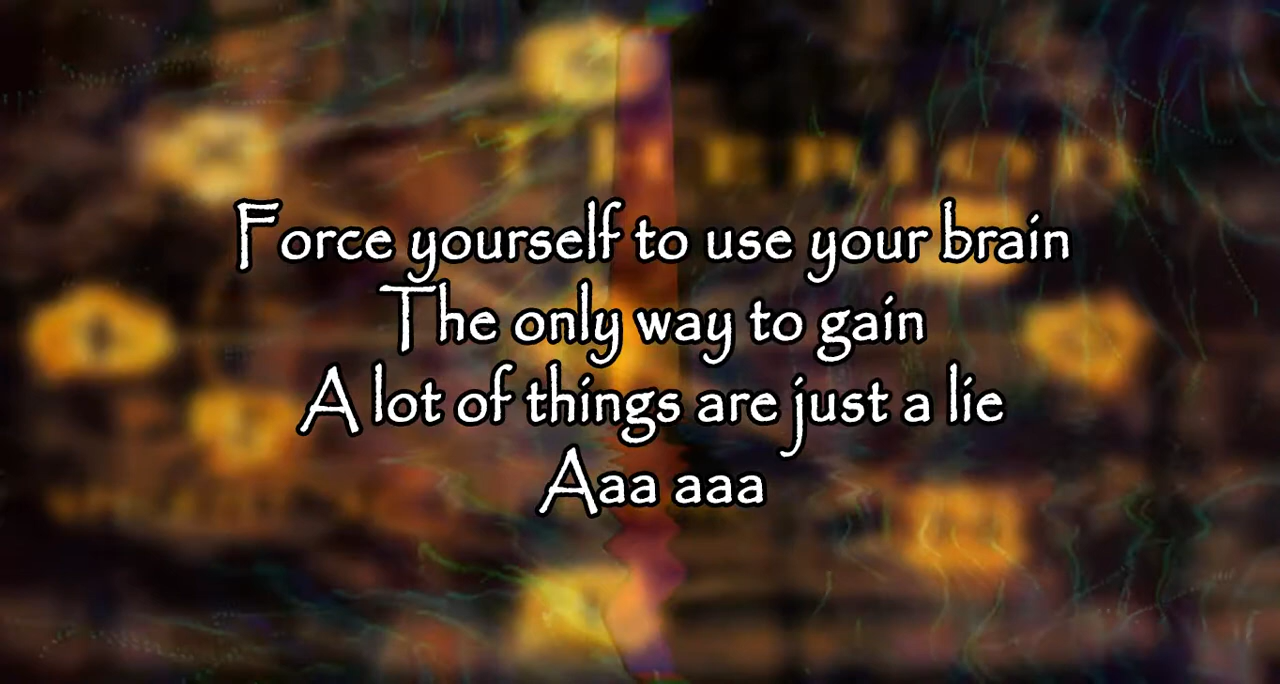 Force yourself to use your brain
The only way to gain
A lot of things are just a lie
Aaa aaa